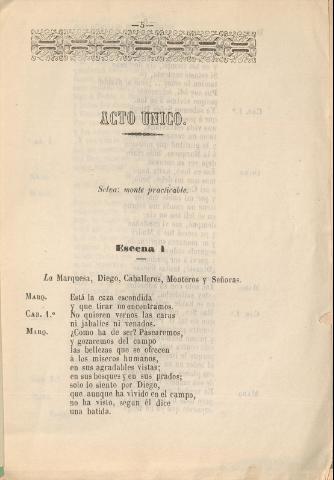 —5—
ACTO UNICO.
Selva: monte practicable.
Escena 1
La Marquesa, Diego, Caballeros, Monteros y Señoras.
MARQ. Está la caza escondida
y que tirar no encontramos.
CAB. 1.º No quieren vernos las caras
ni jabalíes ni venados.
MARQ. ¿Como ha de ser? Pasearemos,
y gozaremos del campo
las bellezas que se ofrecen
á los míseros humanos,
en sus agradables vistas;
en sus bosques y en sus prados;
solo lo siento por Diego,
que aunque ha vivido en el campo,
no ha visto, segun él dice
una batida.